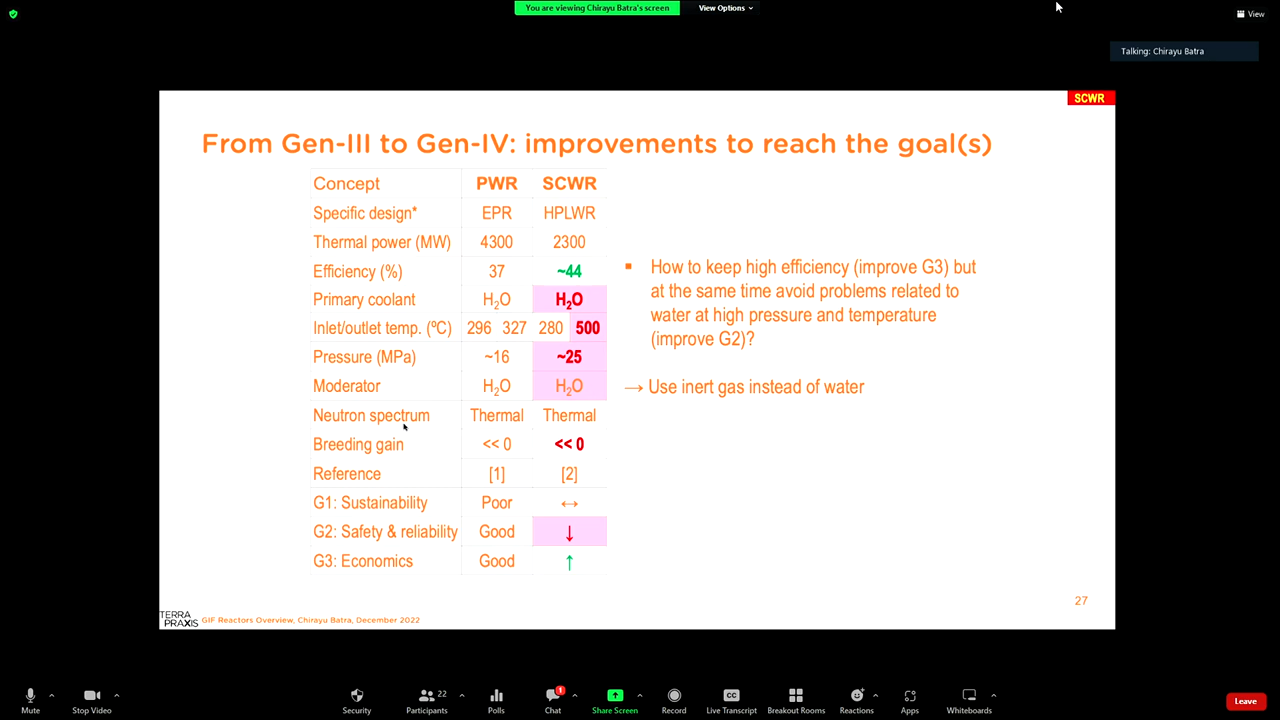 You are viewing Chirayu Batra's screen
View Options
View
Talking: Chirayu Batra
SCWR
From Gen-III to Gen-IV: improvements to reach the goal(s)
Concept PWR SCWR
Specific design* EPR HPLWR
Thermal power (MW) 4300 2300
Efficiency (%) 37 ~44
Primary coolant H₂O H₂O
Inlet/outlet temp. (ºC) 296 327 280 500
Pressure (MPa) ~16 ~25
Moderator H₂O H₂O
Neutron spectrum Thermal Thermal
Breeding gain << 0 << 0
Reference [1] [2]
G1: Sustainability Poor ↔
G2: Safety & reliability Good ↓
G3: Economics Good ↑
▪ How to keep high efficiency (improve G3) but
at the same time avoid problems related to
water at high pressure and temperature
(improve G2)?
→ Use inert gas instead of water
27
TERRA
PRAXIS
GIF Reactors Overview, Chirayu Batra, December 2022
Mute
Stop Video
Security
Participants 22
Polls
Chat 1
Share Screen
Record
CC
Live Transcript
Breakout Rooms
Reactions
Apps
Whiteboards
Leave